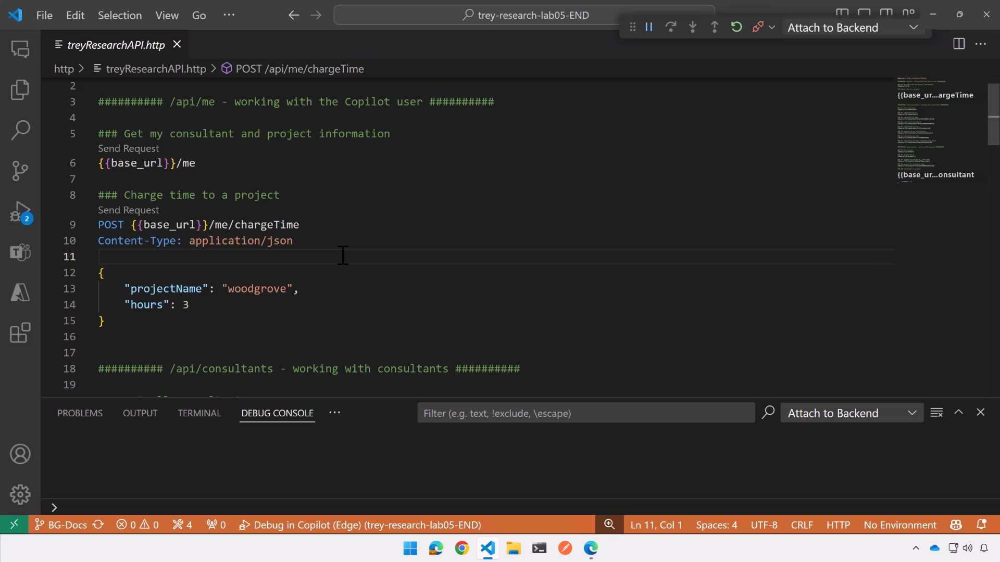 File Edit Selection View Go ··· trey-research-lab05-END
Attach to Backend
treyResearchAPI.http
http > treyResearchAPI.http > POST /api/me/chargeTime
2
3 ########## /api/me - working with the Copilot user ##########
4
5 ### Get my consultant and project information
Send Request
6 {{base_url}}/me
7
8 ### Charge time to a project
Send Request
9 POST {{base_url}}/me/chargeTime
10 Content-Type: application/json
11
12 {
13 "projectName": "woodgrove",
14 "hours": 3
15 }
16
17
18 ########## /api/consultants - working with consultants ##########
19
{{base_ur...argeTime
{{base_ur...onsultant
PROBLEMS OUTPUT TERMINAL DEBUG CONSOLE ··· Filter (e.g. text, !exclude, \escape) Attach to Backend
2
BG-Docs 0 0 4 0 Debug in Copilot (Edge) (trey-research-lab05-END) Ln 11, Col 1 Spaces: 4 UTF-8 CRLF HTTP No Environment